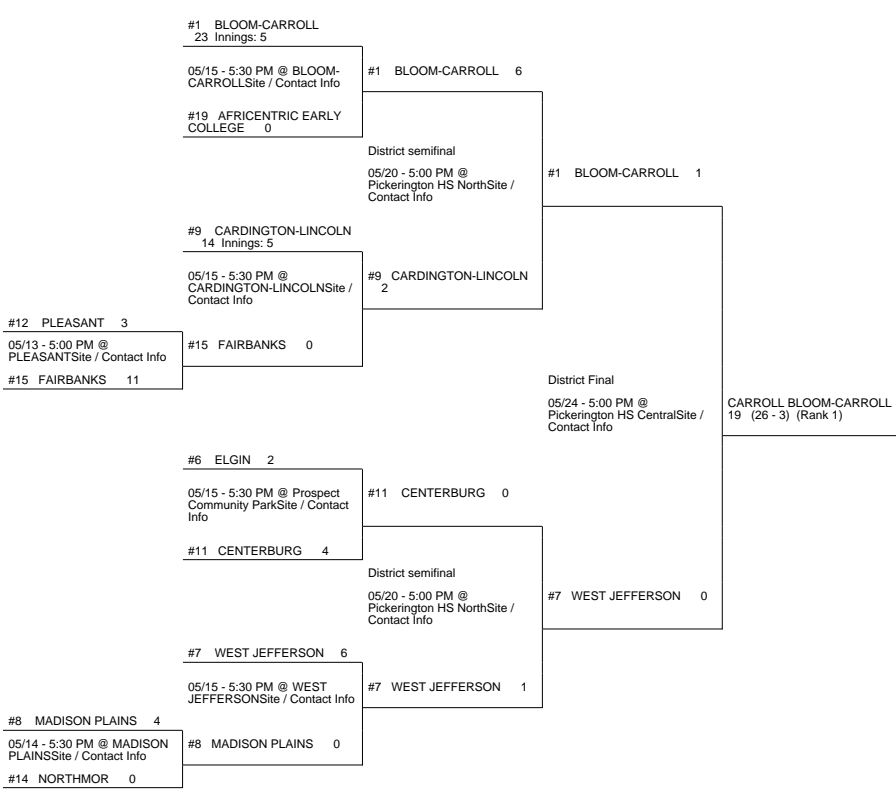 #1 BLOOM-CARROLL
23 Innings: 5
05/15 - 5:30 PM @ BLOOM-
CARROLLSite / Contact Info
#19 AFRICENTRIC EARLY
COLLEGE 0
#1 BLOOM-CARROLL 6
District semifinal
05/20 - 5:00 PM @
Pickerington HS NorthSite /
Contact Info
#1 BLOOM-CARROLL 1
#9 CARDINGTON-LINCOLN
14 Innings: 5
05/15 - 5:30 PM @
CARDINGTON-LINCOLNSite /
Contact Info
#9 CARDINGTON-LINCOLN
2
#12 PLEASANT 3
05/13 - 5:00 PM @
PLEASANTSite / Contact Info
#15 FAIRBANKS 11
#15 FAIRBANKS 0
District Final
05/24 - 5:00 PM @
Pickerington HS CentralSite /
Contact Info
CARROLL BLOOM-CARROLL
19 (26 - 3) (Rank 1)
#6 ELGIN 2
05/15 - 5:30 PM @ Prospect
Community ParkSite / Contact
Info
#11 CENTERBURG 4
#11 CENTERBURG 0
District semifinal
05/20 - 5:00 PM @
Pickerington HS NorthSite /
Contact Info
#7 WEST JEFFERSON 0
#7 WEST JEFFERSON 6
05/15 - 5:30 PM @ WEST
JEFFERSONSite / Contact Info
#7 WEST JEFFERSON 1
#8 MADISON PLAINS 4
05/14 - 5:30 PM @ MADISON
PLAINSSite / Contact Info
#14 NORTHMOR 0
#8 MADISON PLAINS 0